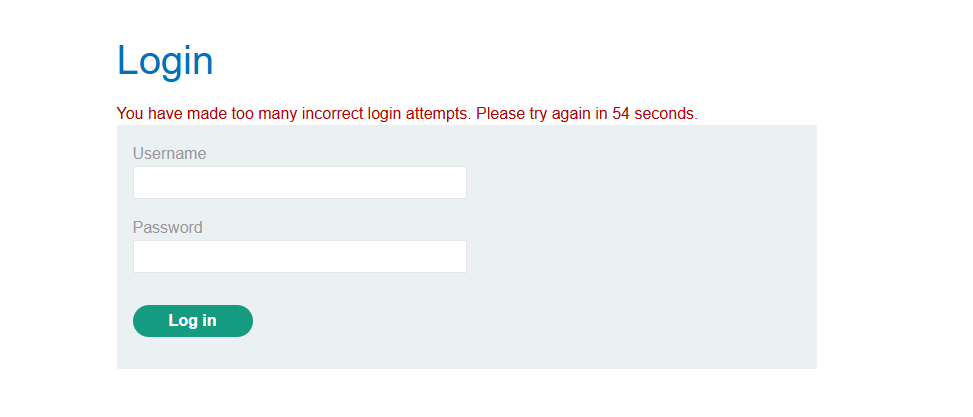 Login
You have made too many incorrect login attempts. Please try again in 54 seconds.
Username
Password
Log in